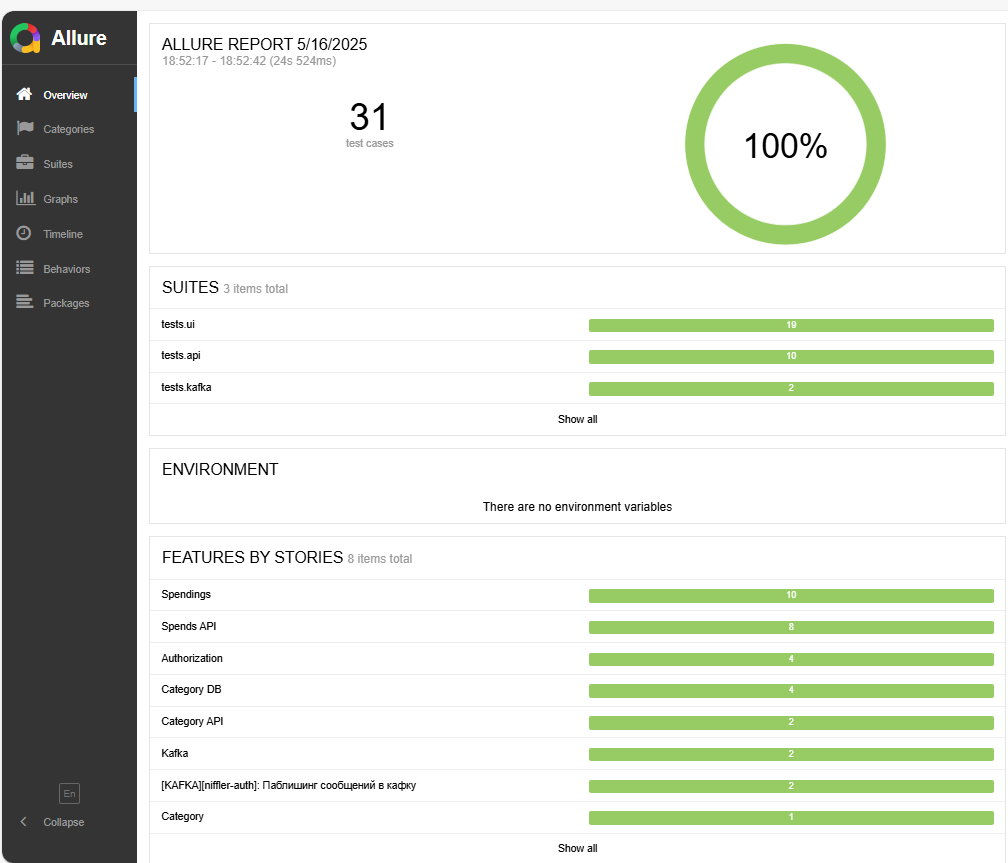 Allure
Overview
Categories
Suites
Graphs
Timeline
Behaviors
Packages
En
Collapse
ALLURE REPORT 5/16/2025
18:52:17 - 18:52:42 (24s 524ms)
31
test cases
100%
SUITES 3 items total
tests.ui 19
tests.api 10
tests.kafka 2
Show all
ENVIRONMENT
There are no environment variables
FEATURES BY STORIES 8 items total
Spendings 10
Spends API 8
Authorization 4
Category DB 4
Category API 2
Kafka 2
[KAFKA][niffler-auth]: Паблишинг сообщений в кафку 2
Category 1
Show all